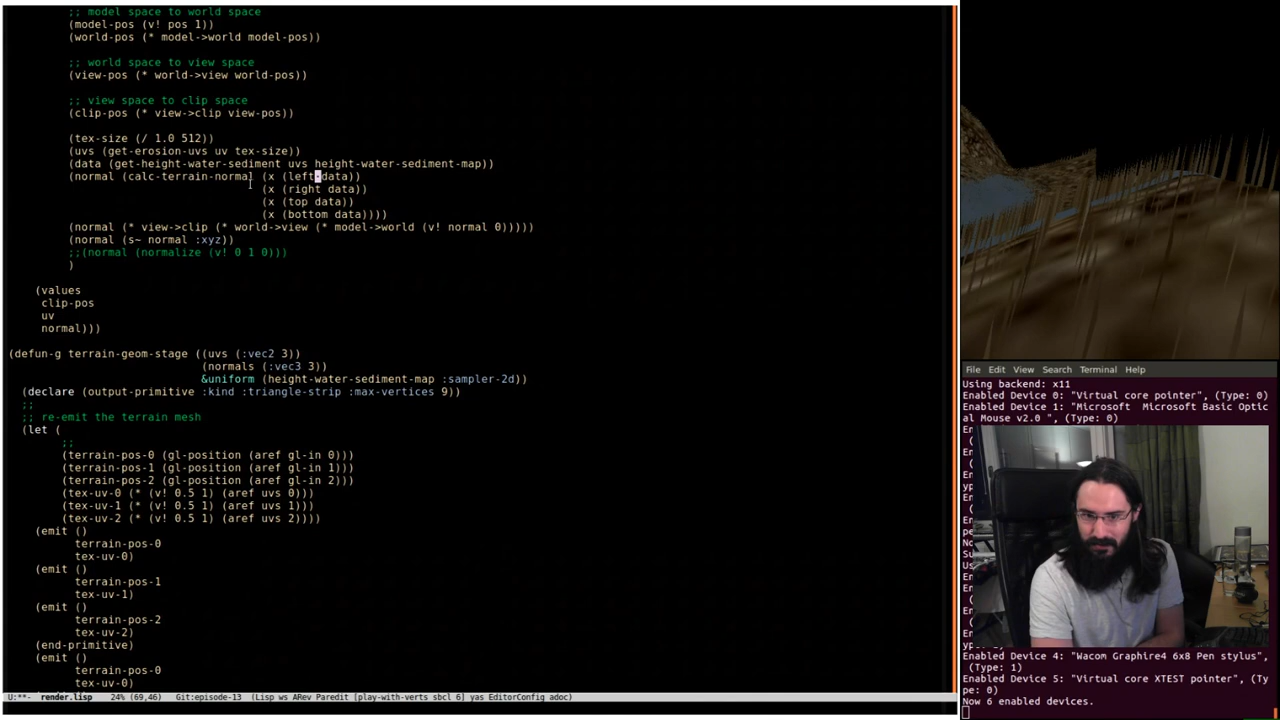 ;; model space to world space
(model-pos (v! pos 1))
(world-pos (* model->world model-pos))
;; world space to view space
(view-pos (* world->view world-pos))
;; view space to clip space
(clip-pos (* view->clip view-pos))
(tex-size (/ 1.0 512))
(uvs (get-erosion-uvs uv tex-size))
(data (get-height-water-sediment uvs height-water-sediment-map))
(normal (calc-terrain-normal (x (left data))
(x (right data))
(x (top data))
(x (bottom data))))
(normal (* view->clip (* world->view (* model->world (v! normal 0)))))
(normal (s~ normal :xyz))
;;(normal (normalize (v! 0 1 0)))
)
(values
clip-pos
uv
normal)))
(defun-g terrain-geom-stage ((uvs (:vec2 3))
(normals (:vec3 3))
&uniform (height-water-sediment-map :sampler-2d))
(declare (output-primitive :kind :triangle-strip :max-vertices 9))
;;
;; re-emit the terrain mesh
(let (
;;
(terrain-pos-0 (gl-position (aref gl-in 0)))
(terrain-pos-1 (gl-position (aref gl-in 1)))
(terrain-pos-2 (gl-position (aref gl-in 2)))
(tex-uv-0 (* (v! 0.5 1) (aref uvs 0)))
(tex-uv-1 (* (v! 0.5 1) (aref uvs 1)))
(tex-uv-2 (* (v! 0.5 1) (aref uvs 2))))
(emit ()
terrain-pos-0
tex-uv-0)
(emit ()
terrain-pos-1
tex-uv-1)
(emit ()
terrain-pos-2
tex-uv-2)
(end-primitive)
(emit ()
terrain-pos-0
tex-uv-0)
U:**- render.lisp 24% (69,46) Git:episode-13 (Lisp ws ARev Paredit [play-with-verts sbcl 6] yas EditorConfig adoc)
File Edit View Search Terminal Help
Using backend: x11
Enabled Device 0: "Virtual core pointer", (Type: 0)
Enabled Device 1: "Microsoft Microsoft Basic Optic
al Mouse v2.0 ", (Type: 0)
Enabled Device 4: "Wacom Graphire4 6x8 Pen stylus",
(Type: 1)
Enabled Device 5: "Virtual core XTEST pointer", (Ty
pe: 0)
Now 6 enabled devices.